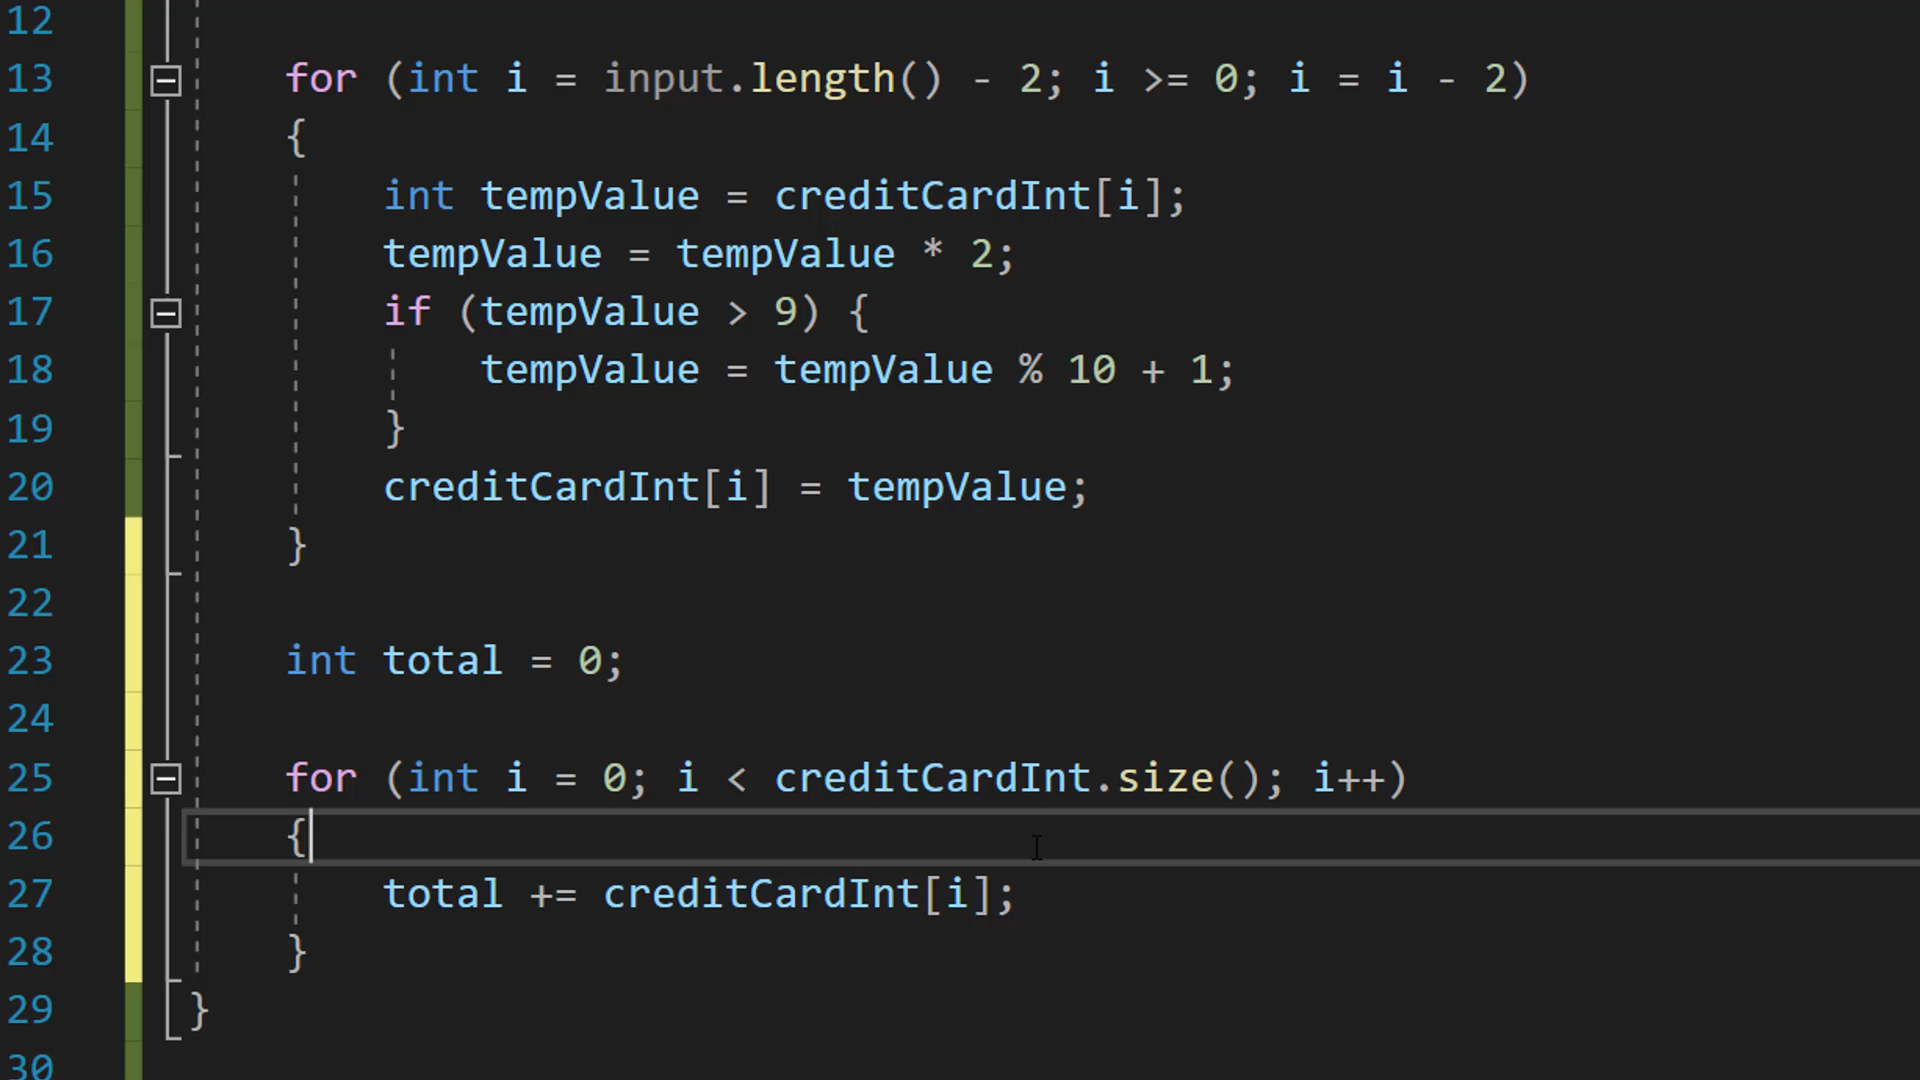 12
13 for (int i = input.length() - 2; i >= 0; i = i - 2)
14 {
15 int tempValue = creditCardInt[i];
16 tempValue = tempValue * 2;
17 if (tempValue > 9) {
18 tempValue = tempValue % 10 + 1;
19 }
20 creditCardInt[i] = tempValue;
21 }
22
23 int total = 0;
24
25 for (int i = 0; i < creditCardInt.size(); i++)
26 {
27 total += creditCardInt[i];
28 }
29 }
30